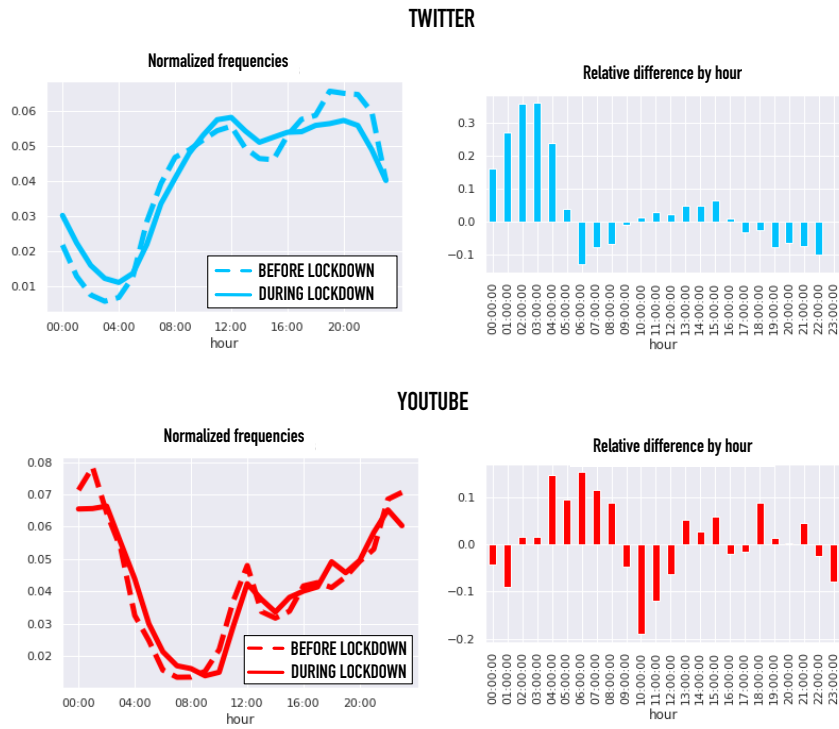 TWITTER
Normalized frequencies
0.06
0.05
0.04
0.03
0.02
0.01
BEFORE LOCKDOWN
DURING LOCKDOWN
00:00 04:00 08:00 12:00 16:00 20:00
hour
Relative difference by hour
0.3
0.2
0.1
0.0
−0.1
00:00:00 01:00:00 02:00:00 03:00:00 04:00:00 05:00:00 06:00:00 07:00:00 08:00:00 09:00:00 10:00:00 11:00:00 12:00:00 13:00:00 14:00:00 15:00:00 16:00:00 17:00:00 18:00:00 19:00:00 20:00:00 21:00:00 22:00:00 23:00:00
hour
YOUTUBE
Normalized frequencies
0.08
0.07
0.06
0.05
0.04
0.03
0.02
BEFORE LOCKDOWN
DURING LOCKDOWN
00:00 04:00 08:00 12:00 16:00 20:00
hour
Relative difference by hour
0.1
0.0
−0.1
−0.2
00:00:00 01:00:00 02:00:00 03:00:00 04:00:00 05:00:00 06:00:00 07:00:00 08:00:00 09:00:00 10:00:00 11:00:00 12:00:00 13:00:00 14:00:00 15:00:00 16:00:00 17:00:00 18:00:00 19:00:00 20:00:00 21:00:00 22:00:00 23:00:00
hour